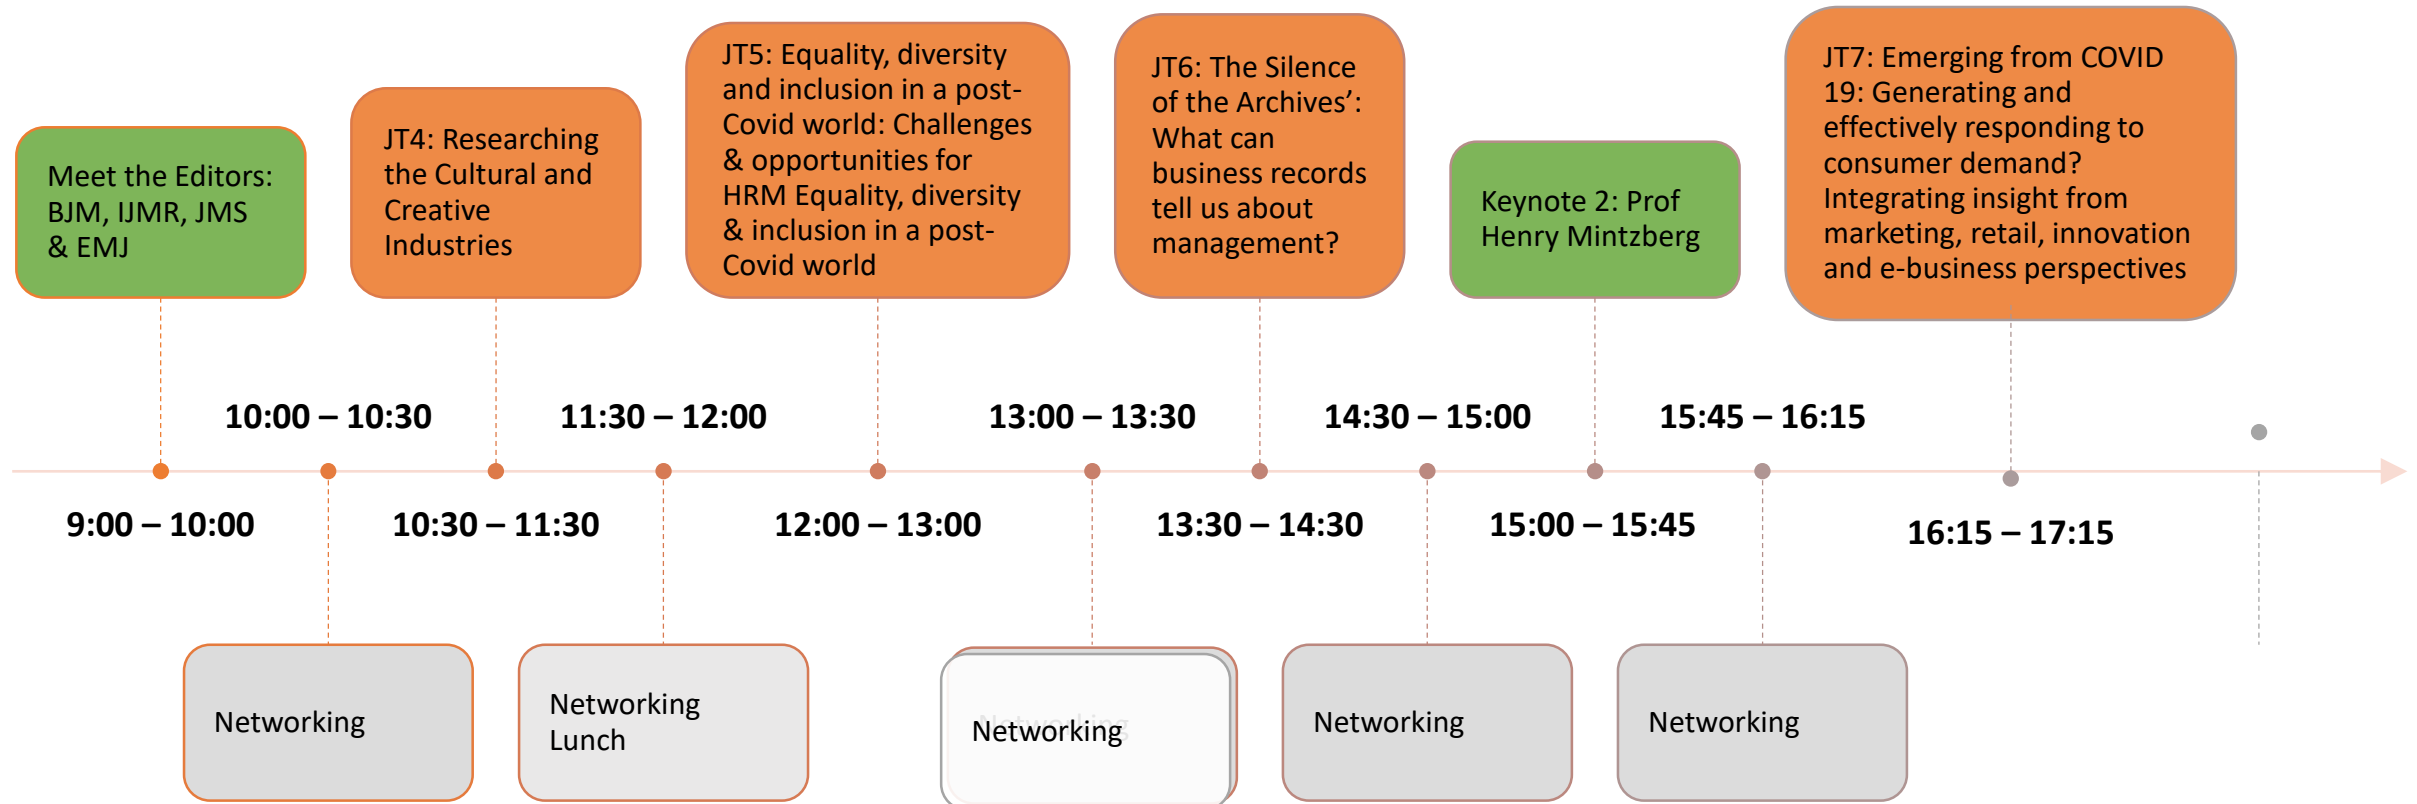 Meet the Editors:
BJM, IJMR, JMS
& EMJ
JT4: Researching
the Cultural and
Creative
Industries
JT5: Equality, diversity
and inclusion in a post-
Covid world: Challenges
& opportunities for
HRM Equality, diversity
& inclusion in a post-
Covid world
JT6: The Silence
of the Archives’:
What can
business records
tell us about
management?
Keynote 2: Prof
Henry Mintzberg
JT7: Emerging from COVID
19: Generating and
effectively responding to
consumer demand?
Integrating insight from
marketing, retail, innovation
and e-business perspectives
10:00 – 10:30
11:30 – 12:00
13:00 – 13:30
14:30 – 15:00
15:45 – 16:15
9:00 – 10:00
10:30 – 11:30
12:00 – 13:00
13:30 – 14:30
15:00 – 15:45
16:15 – 17:15
Networking
Networking
Lunch
Networking
Networking
Networking
Networking